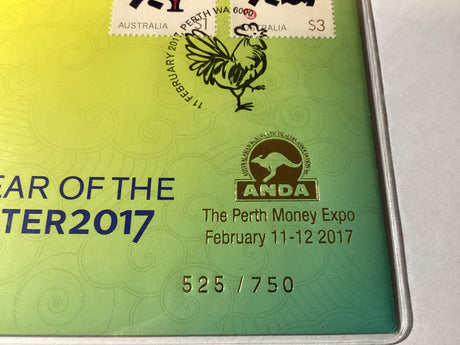 AUSTRALIA $1
AUSTRALIA $3
11 FEBRUARY 2017, PERTH WA 6000
EAR OF THE
TER2017
ANDA
The Perth Money Expo
February 11-12 2017
525 / 750